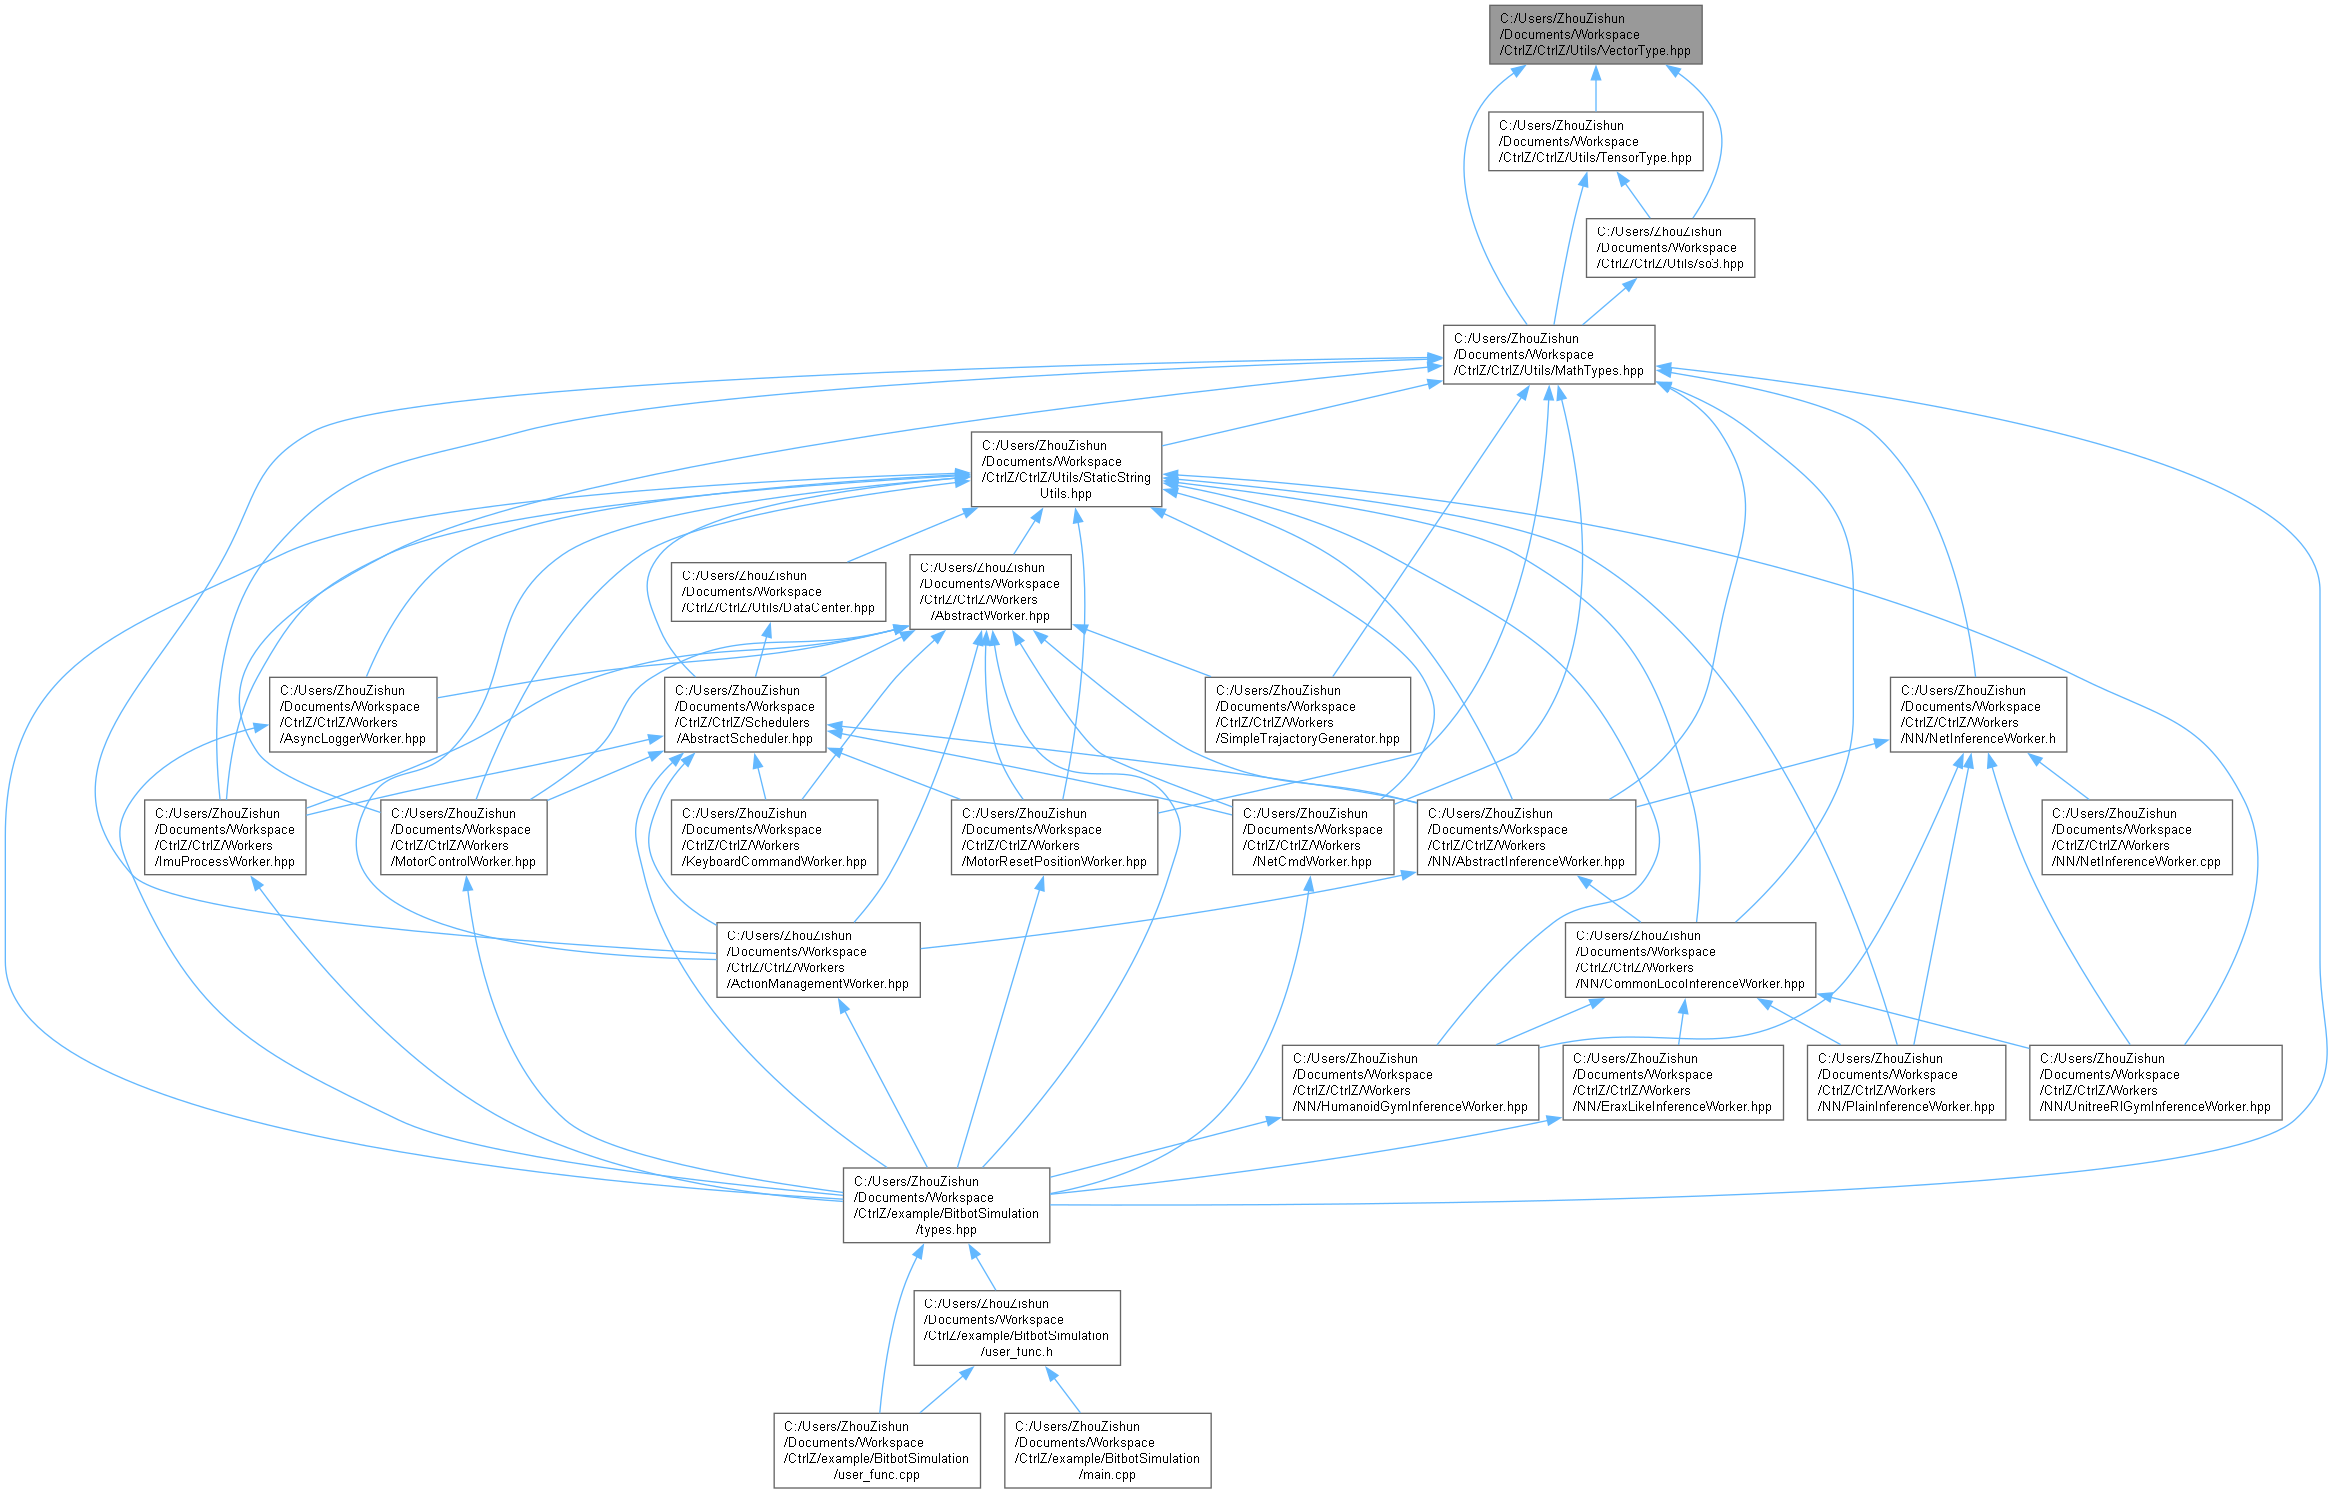 C:/Users/ZhouZishun
/Documents/Workspace
/CtrlZ/CtrlZ/Utils/VectorType.hpp
C:/Users/ZhouZishun
/Documents/Workspace
/CtrlZ/CtrlZ/Utils/TensorType.hpp
C:/Users/ZhouZishun
/Documents/Workspace
/CtrlZ/CtrlZ/Utils/so3.hpp
C:/Users/ZhouZishun
/Documents/Workspace
/CtrlZ/CtrlZ/Utils/MathTypes.hpp
C:/Users/ZhouZishun
/Documents/Workspace
/CtrlZ/CtrlZ/Utils/StaticString
Utils.hpp
C:/Users/ZhouZishun
/Documents/Workspace
/CtrlZ/CtrlZ/Utils/DataCenter.hpp
C:/Users/ZhouZishun
/Documents/Workspace
/CtrlZ/CtrlZ/Workers
/AbstractWorker.hpp
C:/Users/ZhouZishun
/Documents/Workspace
/CtrlZ/CtrlZ/Workers
/AsyncLoggerWorker.hpp
C:/Users/ZhouZishun
/Documents/Workspace
/CtrlZ/CtrlZ/Schedulers
/AbstractScheduler.hpp
C:/Users/ZhouZishun
/Documents/Workspace
/CtrlZ/CtrlZ/Workers
/SimpleTrajactoryGenerator.hpp
C:/Users/ZhouZishun
/Documents/Workspace
/CtrlZ/CtrlZ/Workers
/NN/NetInferenceWorker.h
C:/Users/ZhouZishun
/Documents/Workspace
/CtrlZ/CtrlZ/Workers
/ImuProcessWorker.hpp
C:/Users/ZhouZishun
/Documents/Workspace
/CtrlZ/CtrlZ/Workers
/MotorControlWorker.hpp
C:/Users/ZhouZishun
/Documents/Workspace
/CtrlZ/CtrlZ/Workers
/KeyboardCommandWorker.hpp
C:/Users/ZhouZishun
/Documents/Workspace
/CtrlZ/CtrlZ/Workers
/MotorResetPositionWorker.hpp
C:/Users/ZhouZishun
/Documents/Workspace
/CtrlZ/CtrlZ/Workers
/NetCmdWorker.hpp
C:/Users/ZhouZishun
/Documents/Workspace
/CtrlZ/CtrlZ/Workers
/NN/AbstractInferenceWorker.hpp
C:/Users/ZhouZishun
/Documents/Workspace
/CtrlZ/CtrlZ/Workers
/NN/NetInferenceWorker.cpp
C:/Users/ZhouZishun
/Documents/Workspace
/CtrlZ/CtrlZ/Workers
/ActionManagementWorker.hpp
C:/Users/ZhouZishun
/Documents/Workspace
/CtrlZ/CtrlZ/Workers
/NN/CommonLocoInferenceWorker.hpp
C:/Users/ZhouZishun
/Documents/Workspace
/CtrlZ/CtrlZ/Workers
/NN/HumanoidGymInferenceWorker.hpp
C:/Users/ZhouZishun
/Documents/Workspace
/CtrlZ/CtrlZ/Workers
/NN/EraxLikeInferenceWorker.hpp
C:/Users/ZhouZishun
/Documents/Workspace
/CtrlZ/CtrlZ/Workers
/NN/PlainInferenceWorker.hpp
C:/Users/ZhouZishun
/Documents/Workspace
/CtrlZ/CtrlZ/Workers
/NN/UnitreeRlGymInferenceWorker.hpp
C:/Users/ZhouZishun
/Documents/Workspace
/CtrlZ/example/BitbotSimulation
/types.hpp
C:/Users/ZhouZishun
/Documents/Workspace
/CtrlZ/example/BitbotSimulation
/user_func.h
C:/Users/ZhouZishun
/Documents/Workspace
/CtrlZ/example/BitbotSimulation
/user_func.cpp
C:/Users/ZhouZishun
/Documents/Workspace
/CtrlZ/example/BitbotSimulation
/main.cpp